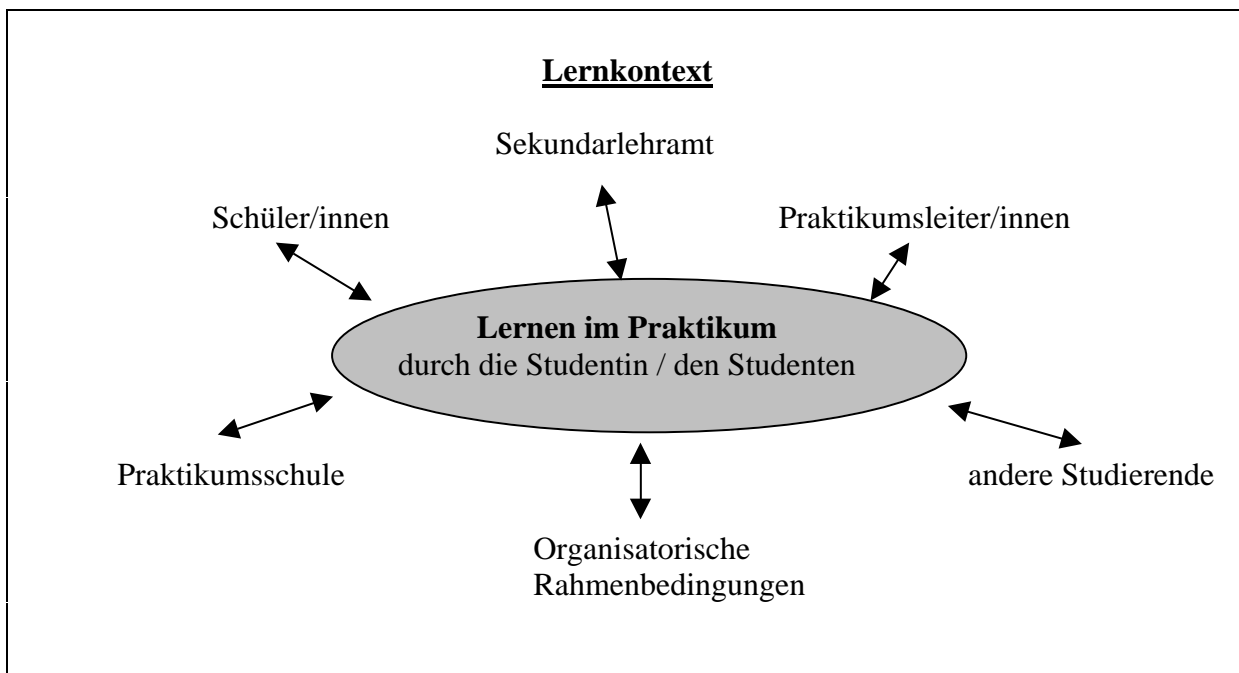 Lernkontext
Sekundarlehramt
Schüler/innen
Praktikumsleiter/innen
Lernen im Praktikum
durch die Studentin / den Studenten
Praktikumsschule
andere Studierende
Organisatorische
Rahmenbedingungen